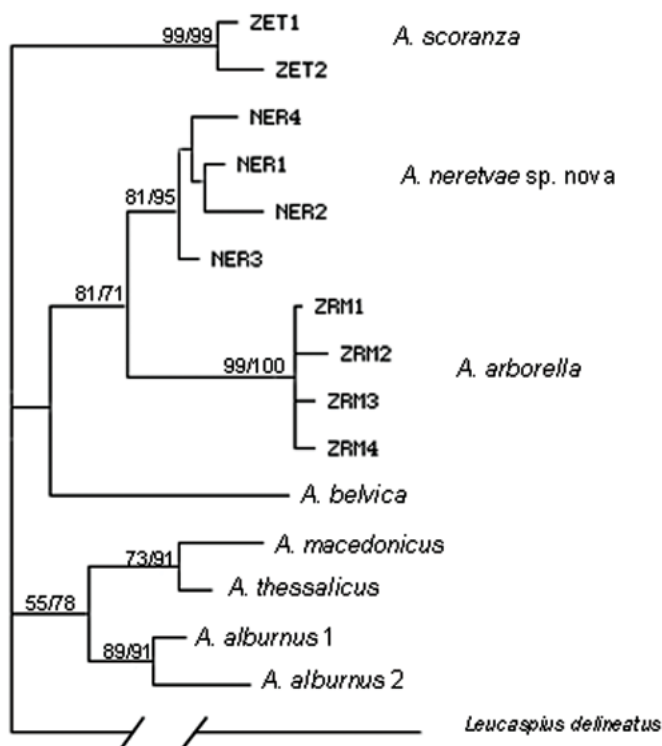 ZET1
99/99
A. scoranza
ZET2
NER4
NER1
A. neretvae sp. nova
81/95
NER2
NER3
81/71
ZRM1
ZRM2
99/100
A. arborella
ZRM3
ZRM4
A. belvica
A. macedonicus
73/91
A. thessalicus
55/78
A. alburnus 1
89/91
A. alburnus 2
Leucaspius delineatus